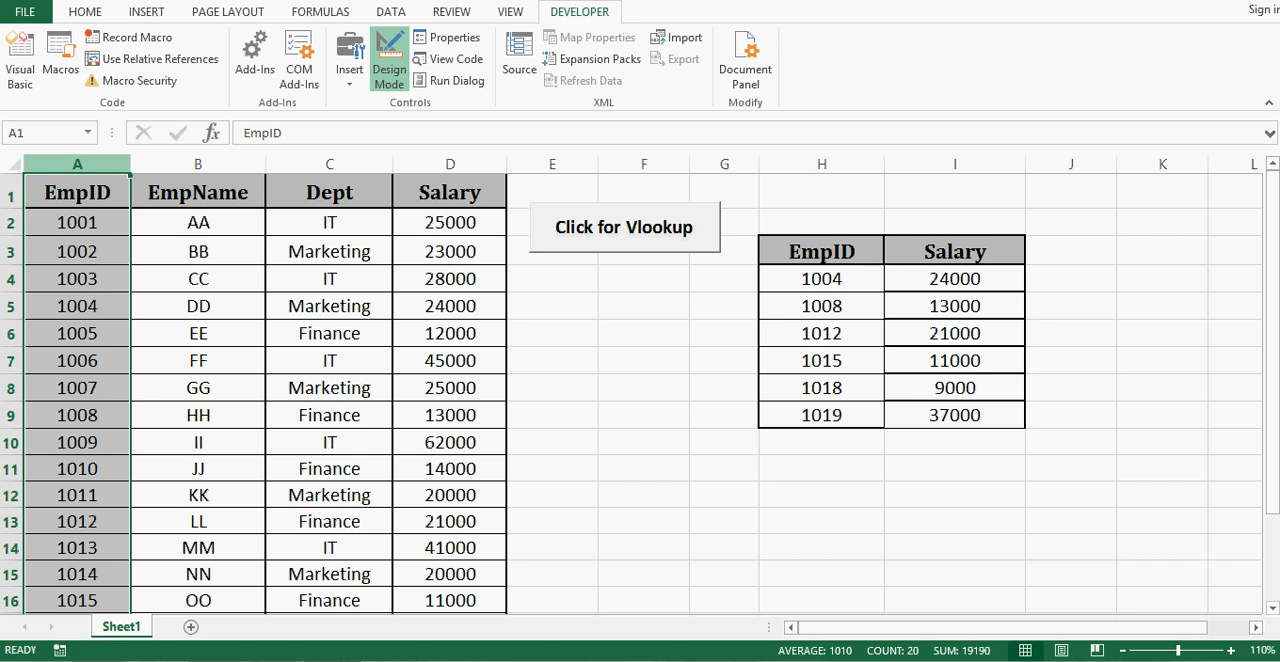 FILE HOME INSERT PAGE LAYOUT FORMULAS DATA REVIEW VIEW DEVELOPER Sign in
Visual Basic
Macros
Record Macro
Use Relative References
Macro Security
Code
Add-Ins
COM Add-Ins
Add-Ins
Insert
Design Mode
Properties
View Code
Run Dialog
Controls
Source
Map Properties
Expansion Packs
Refresh Data
Import
Export
XML
Document Panel
Modify
A1 fx EmpID
A B C D E F G H I J K L
1 EmpID EmpName Dept Salary
2 1001 AA IT 25000
Click for Vlookup
3 1002 BB Marketing 23000 EmpID Salary
4 1003 CC IT 28000 1004 24000
5 1004 DD Marketing 24000 1008 13000
6 1005 EE Finance 12000 1012 21000
7 1006 FF IT 45000 1015 11000
8 1007 GG Marketing 25000 1018 9000
9 1008 HH Finance 13000 1019 37000
10 1009 II IT 62000
11 1010 JJ Finance 14000
12 1011 KK Marketing 20000
13 1012 LL Finance 21000
14 1013 MM IT 41000
15 1014 NN Marketing 20000
16 1015 OO Finance 11000
Sheet1
READY AVERAGE: 1010 COUNT: 20 SUM: 19190 110%